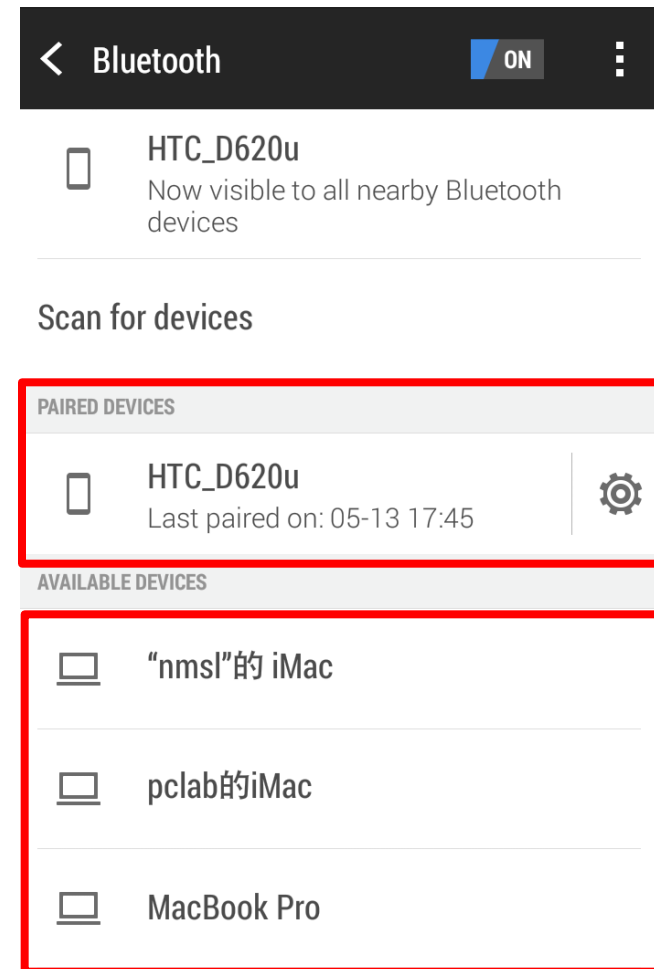 Bluetooth ON
HTC_D620u
Now visible to all nearby Bluetooth
devices
Scan for devices
PAIRED DEVICES
HTC_D620u
Last paired on: 05-13 17:45
AVAILABLE DEVICES
“nmsl”的 iMac
pclab的iMac
MacBook Pro